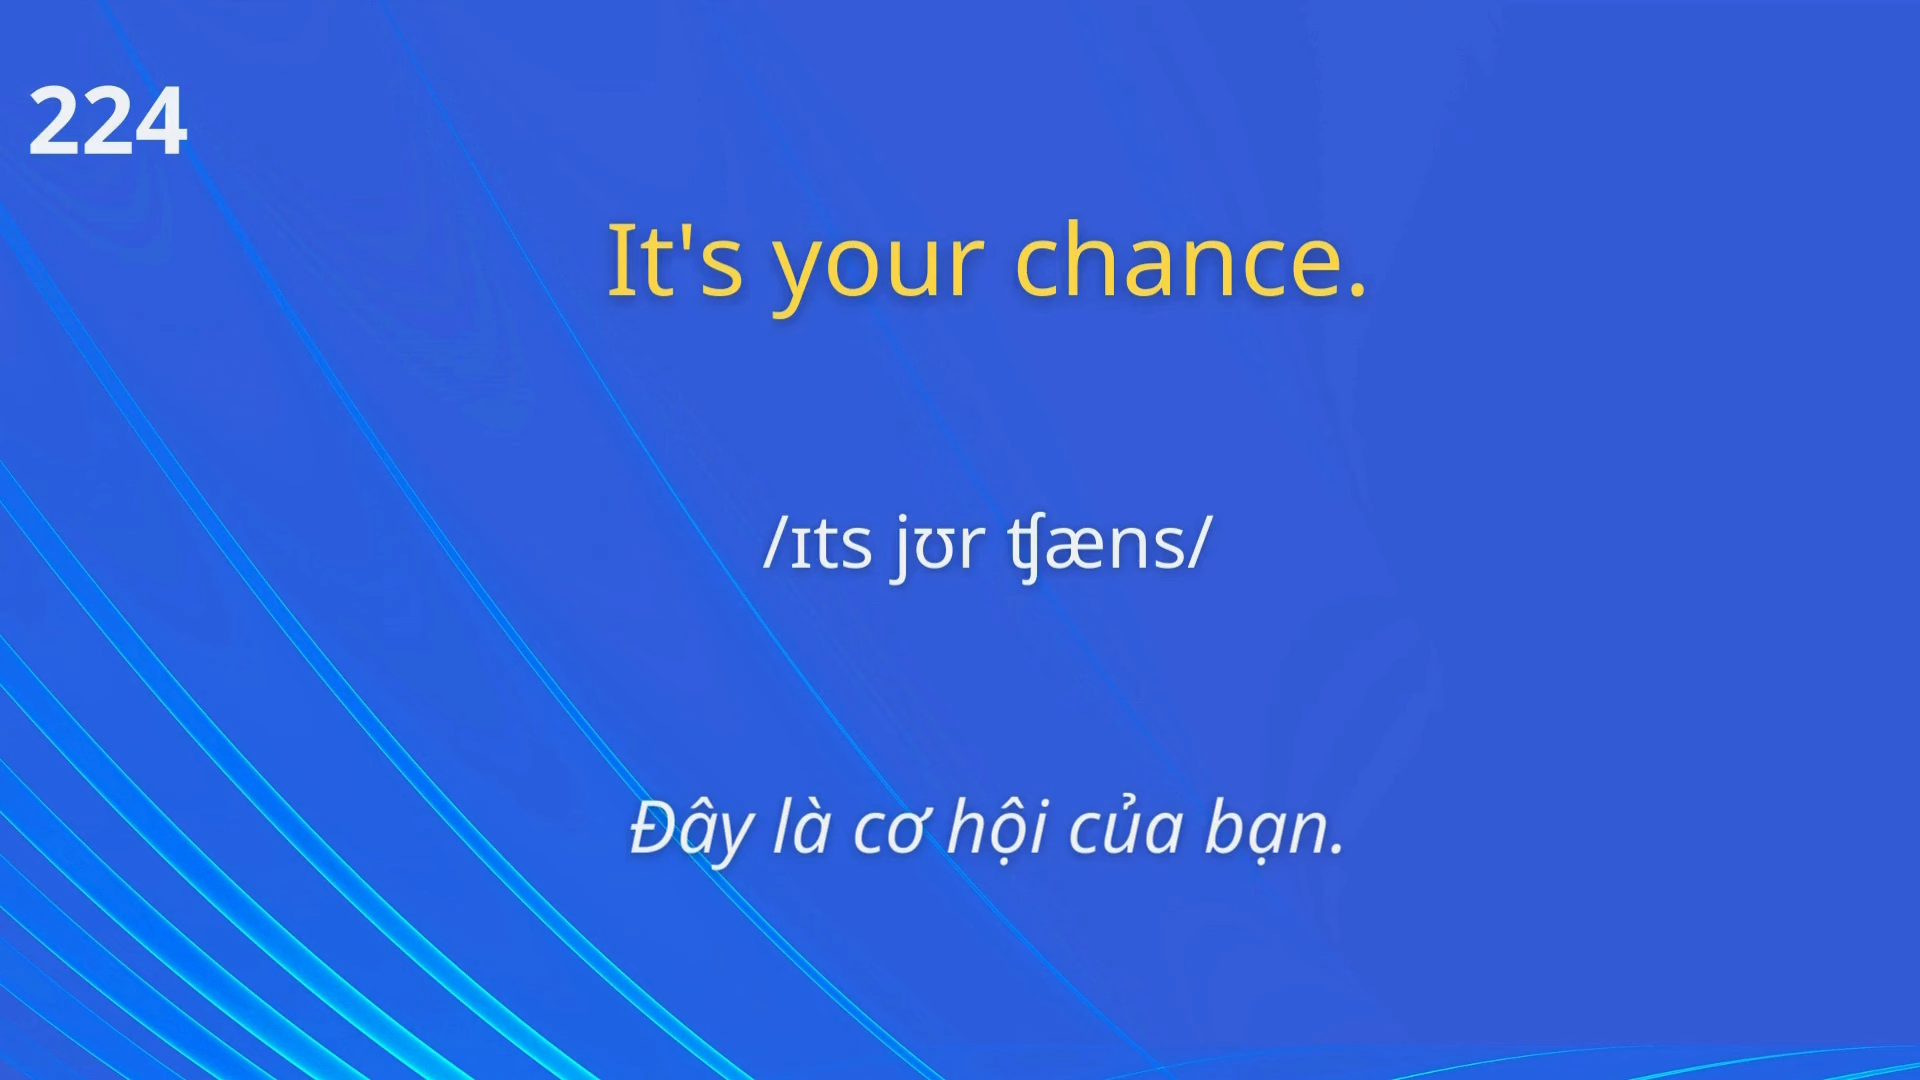 224
It's your chance.
/ɪts jʊr ʧæns/
Đây là cơ hội của bạn.